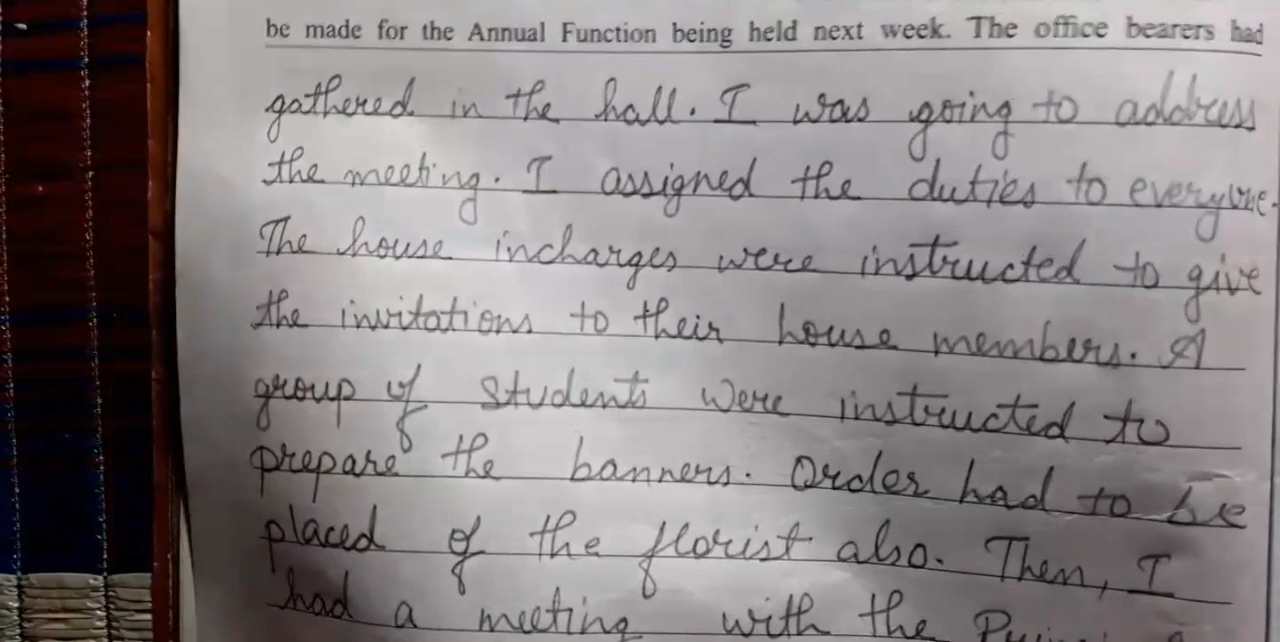 be made for the Annual Function being held next week. The office bearers had
gathered in the hall. I was going to address
the meeting. I assigned the duties to everyone.
The house incharges were instructed to give
the invitations to their house members. A
group of students were instructed to
prepare the banners. Order had to be
placed of the florist also. Then, I
had a meeting with the